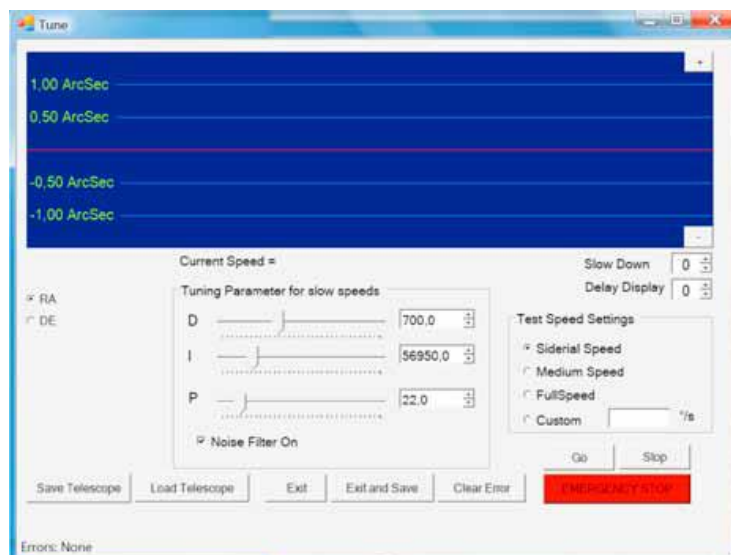 Tune
+
1,00 ArcSec
0,50 ArcSec
-0,50 ArcSec
-1,00 ArcSec
-
Current Speed =
Slow Down 0
Delay Display 0
RA
DE
Tuning Parameter for slow speeds
D 700,0
I 56950,0
P 22,0
Noise Filter On
Test Speed Settings
Siderial Speed
Medium Speed
FullSpeed
Custom °/s
Go Stop
Save Telescope Load Telescope Exit Exit and Save Clear Error EMERGENCY STOP
Errors: None